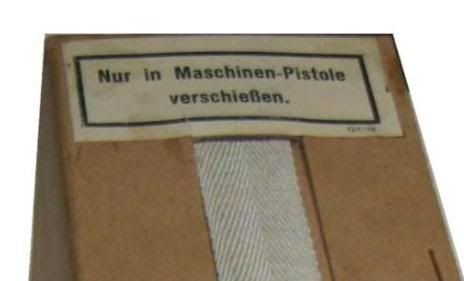 Nur in Maschinen-Pistole
verschießen.